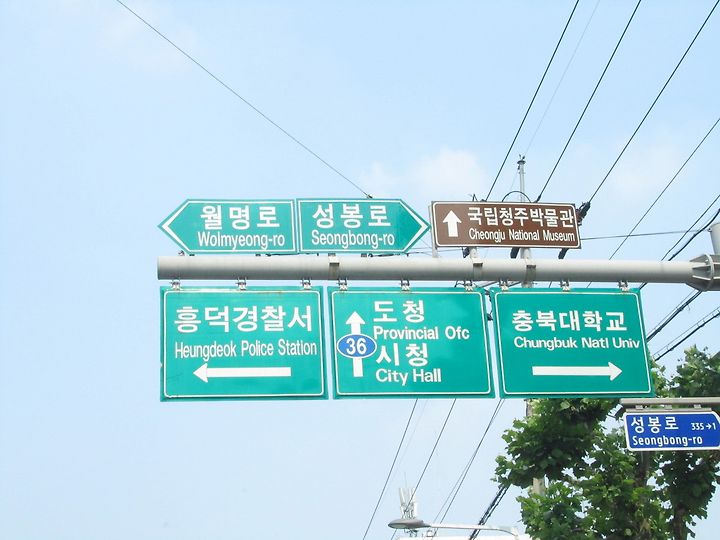 월명로
Wolmyeong-ro
성봉로
Seongbong-ro
국립청주박물관
Cheongju National Museum
흥덕경찰서
Heungdeok Police Station
도청
Provincial Ofc
36
시청
City Hall
충북대학교
Chungbuk Natl Univ
성봉로 335→1
Seongbong-ro